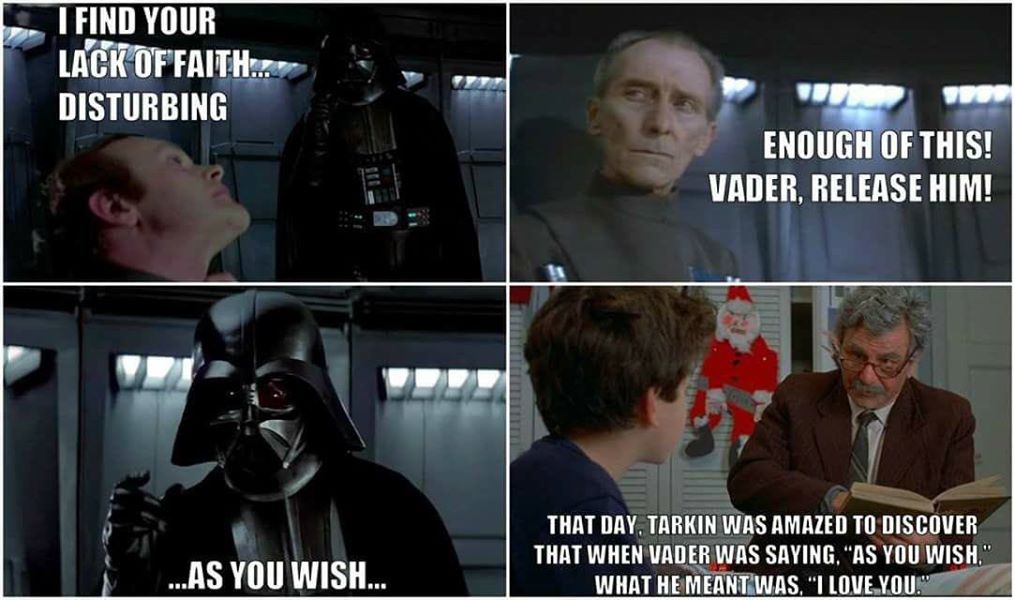 I FIND YOUR
LACK OF FAITH...
DISTURBING
ENOUGH OF THIS!
VADER, RELEASE HIM!
...AS YOU WISH...
THAT DAY, TARKIN WAS AMAZED TO DISCOVER
THAT WHEN VADER WAS SAYING, "AS YOU WISH,"
WHAT HE MEANT WAS, "I LOVE YOU."